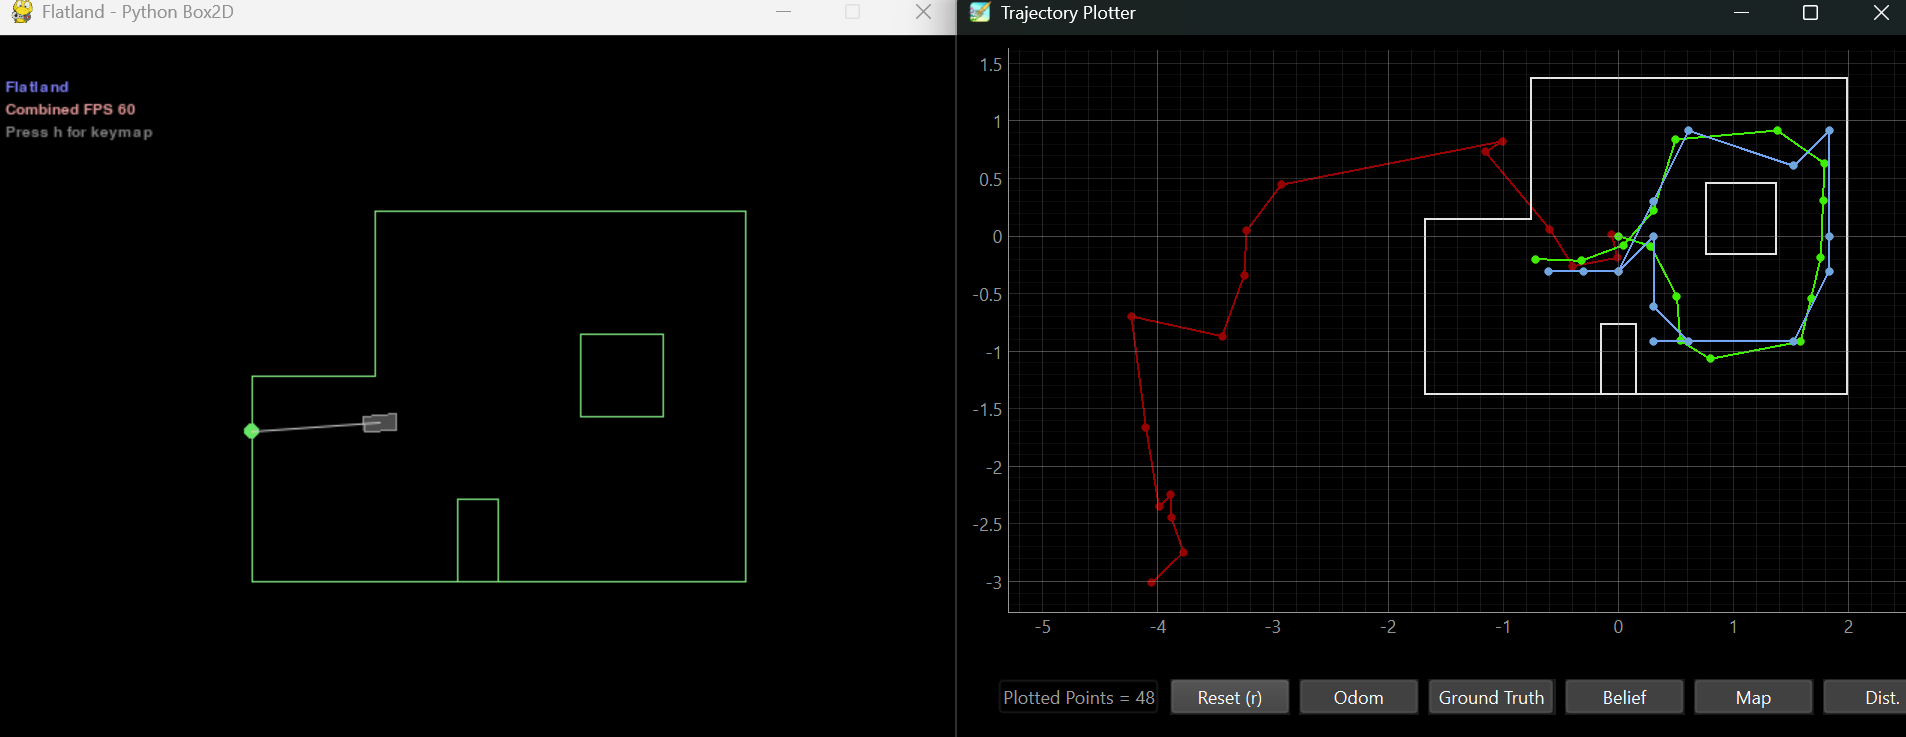 Flatland - Python Box2D
Flatland
Combined FPS 60
Press h for keymap
Trajectory Plotter
1.5
1
0.5
0
-0.5
-1
-1.5
-2
-2.5
-3
-5 -4 -3 -2 -1 0 1 2
Plotted Points = 48 Reset (r) Odom Ground Truth Belief Map Dist.